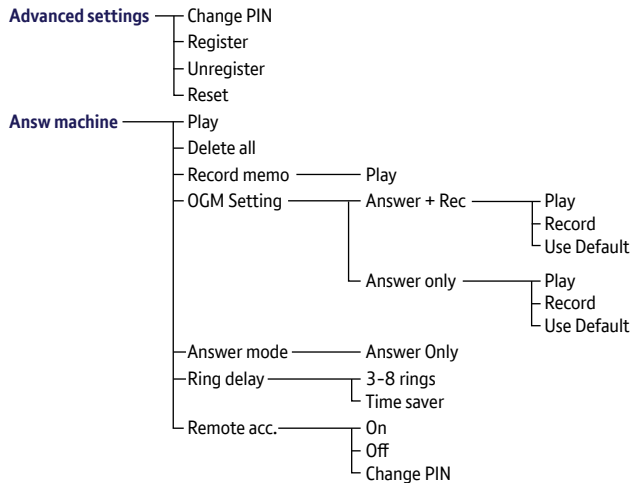 Advanced settings Change PIN
Register
Unregister
Reset
Answ machine Play
Delete all
Record memo Play
OGM Setting Answer + Rec Play
Record
Use Default
Answer only Play
Record
Use Default
Answer mode Answer Only
Ring delay 3-8 rings
Time saver
Remote acc. On
Off
Change PIN